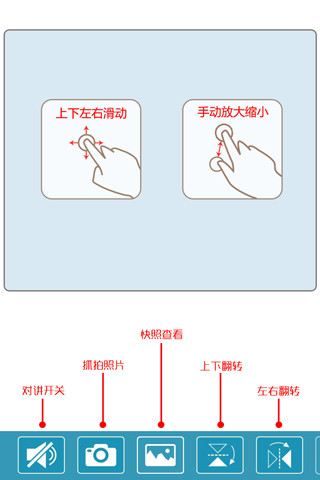 上下左右滑动
手动放大缩小
快照查看
抓拍照片
上下翻转
对讲开关
左右翻转